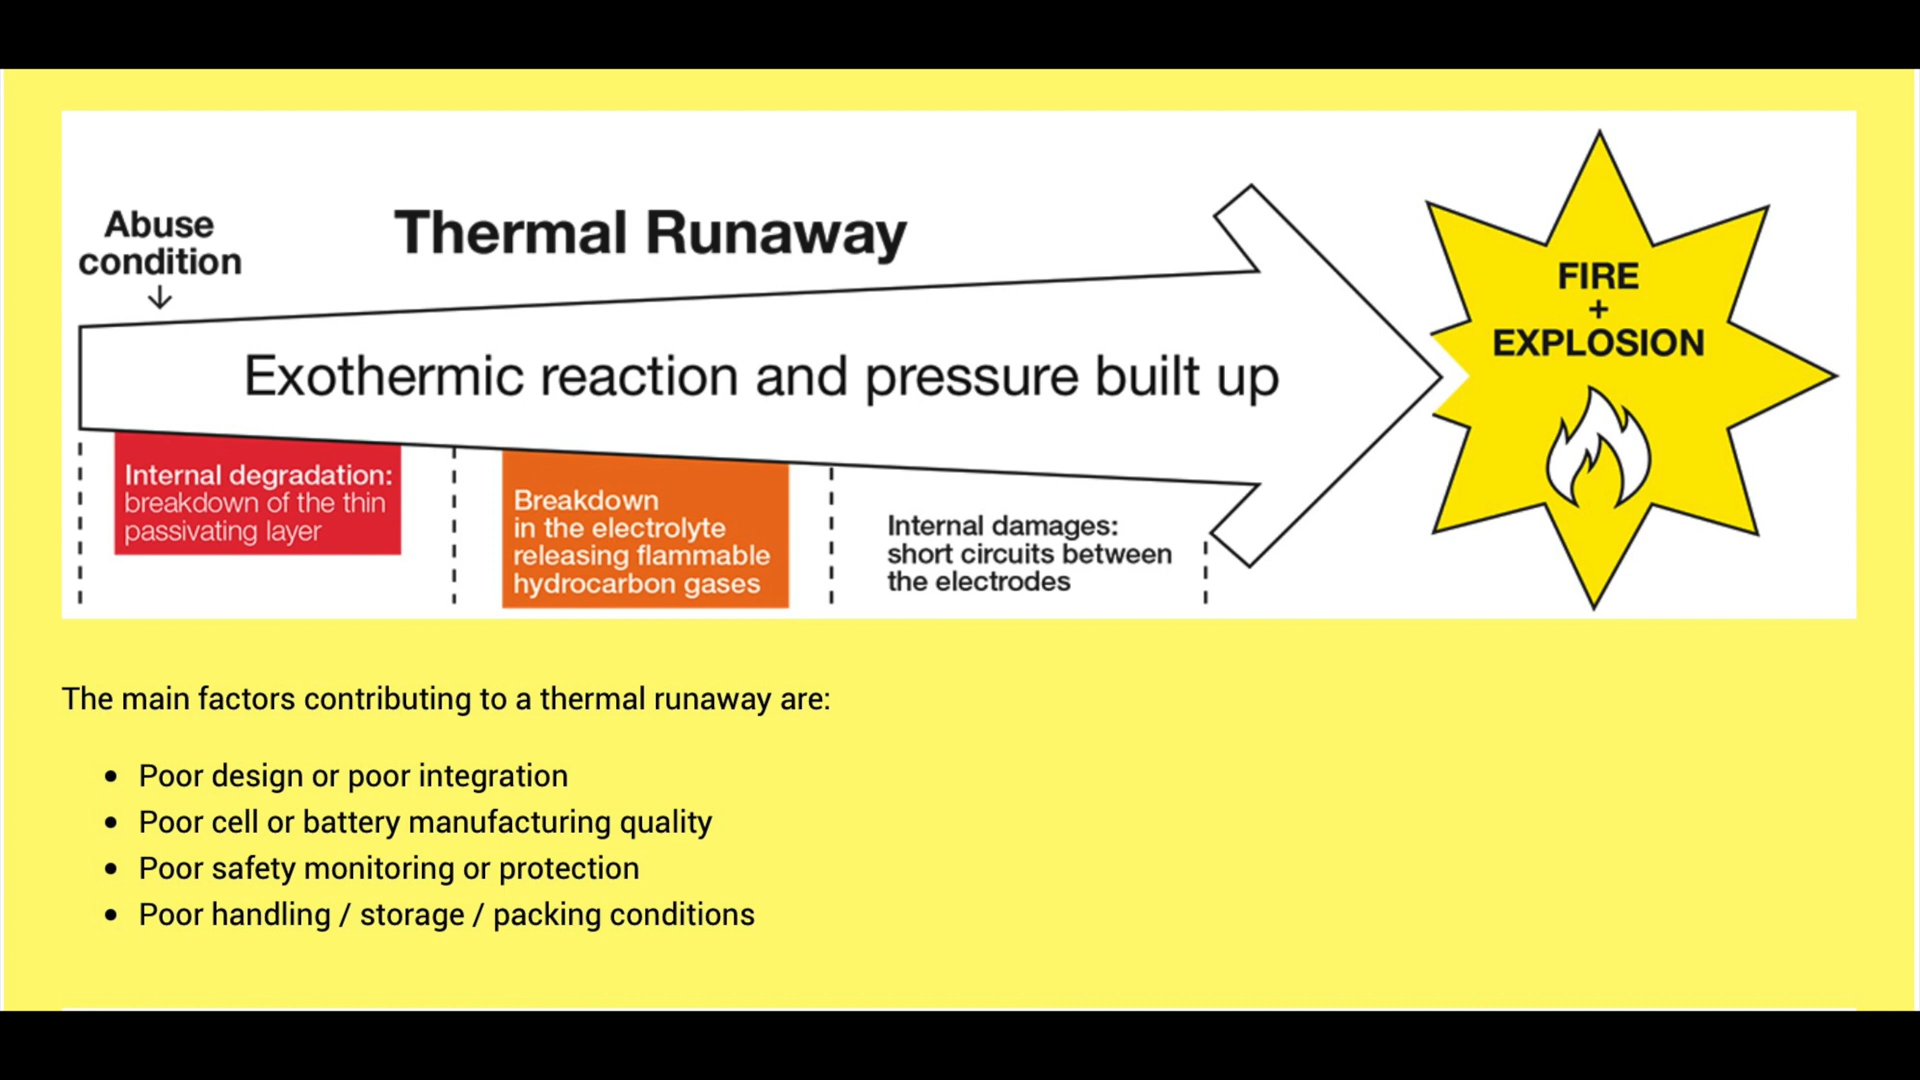 Abuse
condition
Thermal Runaway
Exothermic reaction and pressure built up
FIRE
+
EXPLOSION
Internal degradation:
breakdown of the thin
passivating layer
Breakdown
in the electrolyte
releasing flammable
hydrocarbon gases
Internal damages:
short circuits between
the electrodes
The main factors contributing to a thermal runaway are:
• Poor design or poor integration
• Poor cell or battery manufacturing quality
• Poor safety monitoring or protection
• Poor handling / storage / packing conditions